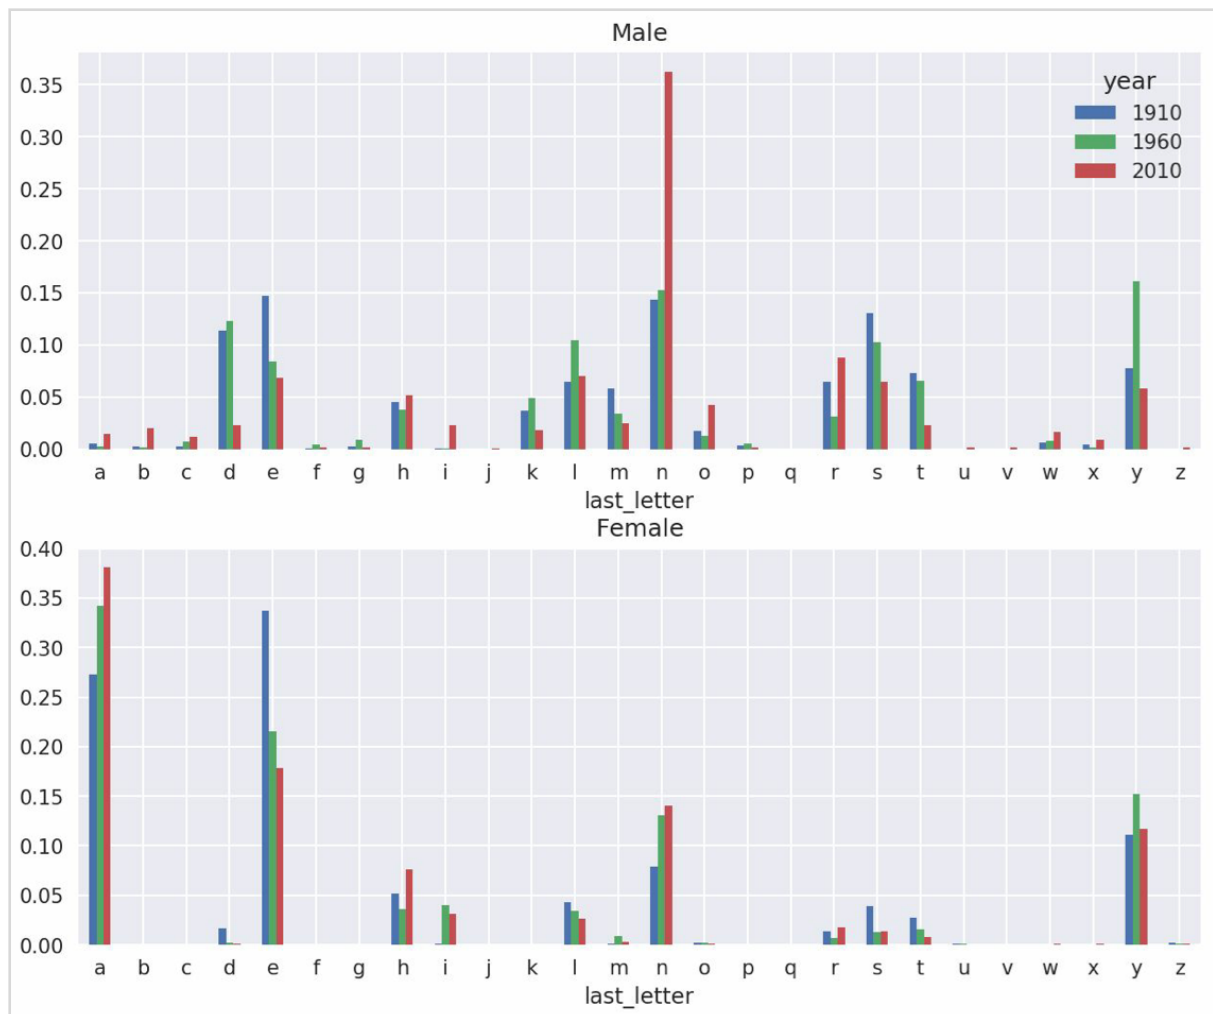 Male
0.35
0.30
0.25
0.20
0.15
0.10
0.05
0.00
year
1910
1960
2010
a b c d e f g h i j k l m n o p q r s t u v w x y z
last_letter
Female
0.40
0.35
0.30
0.25
0.20
0.15
0.10
0.05
0.00
a b c d e f g h i j k l m n o p q r s t u v w x y z
last_letter